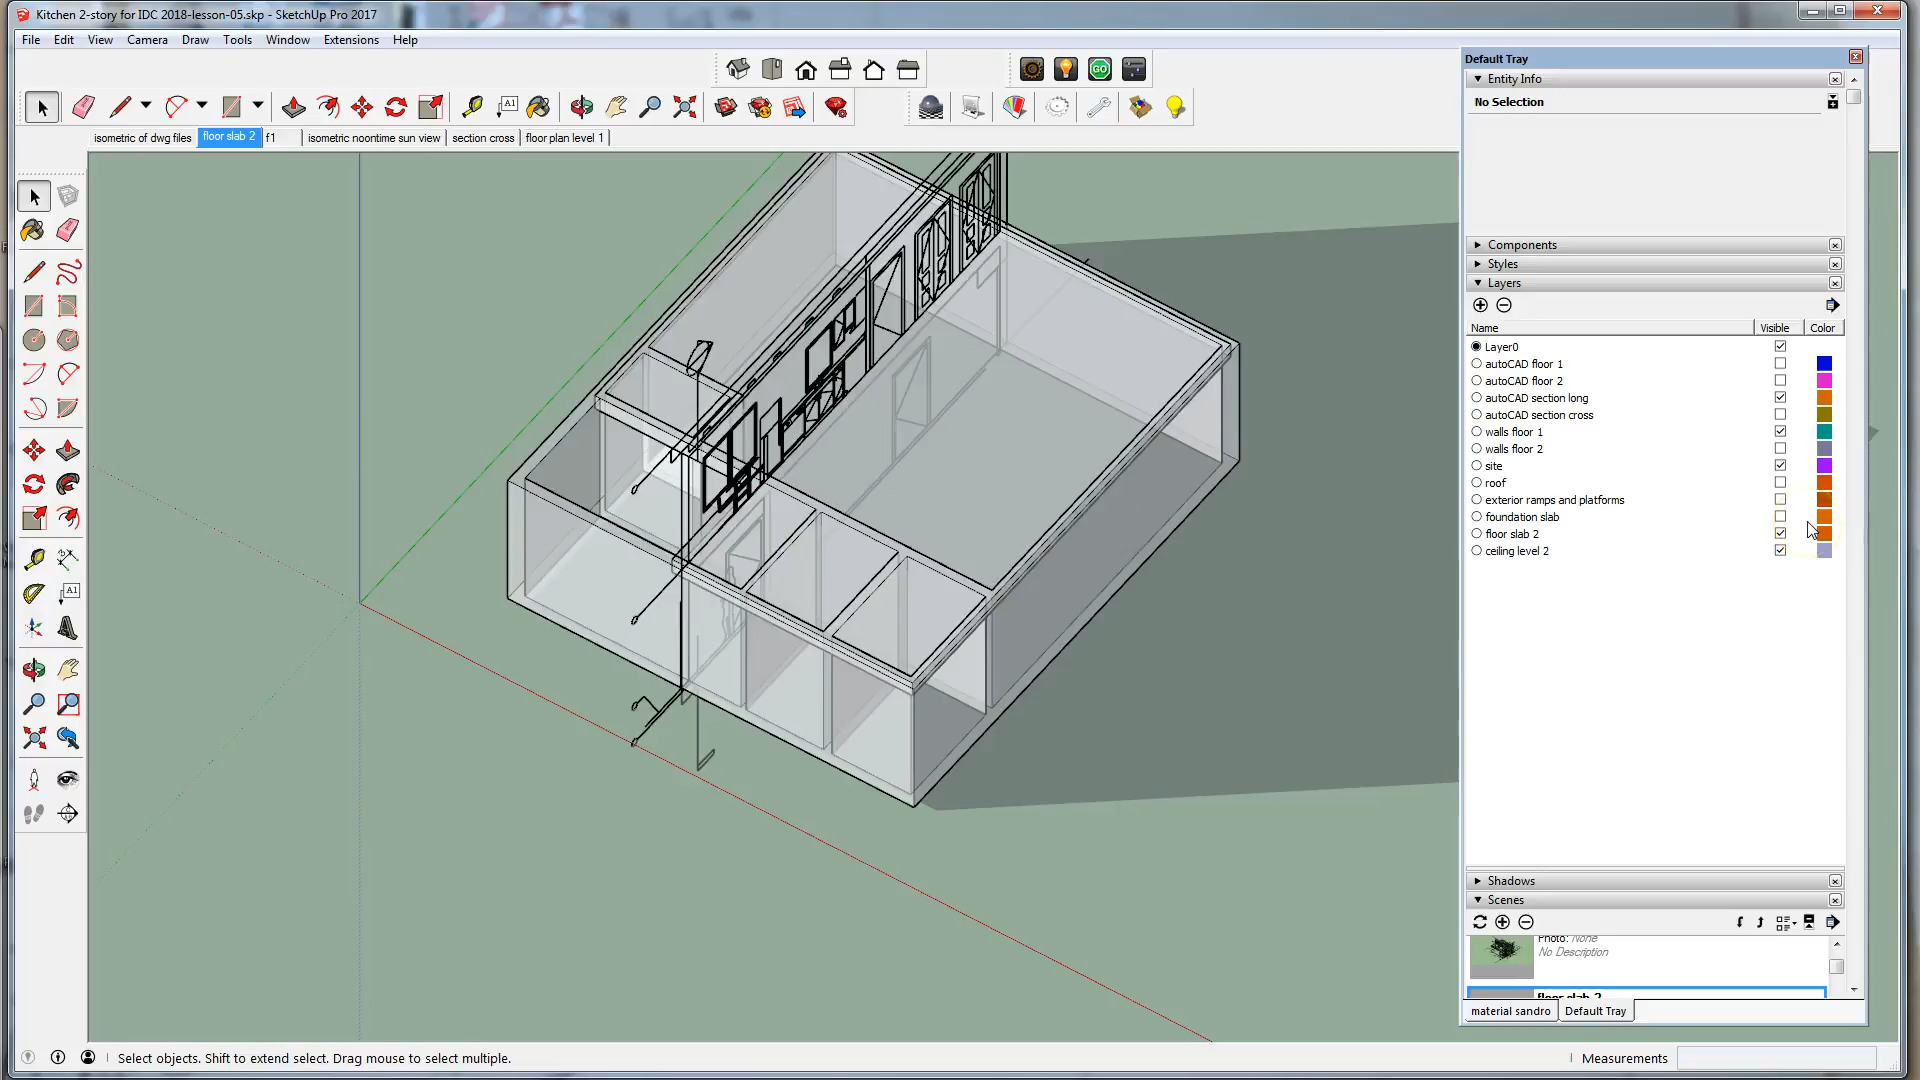 Kitchen 2-story for IDC 2018-lesson-05.skp - SketchUp Pro 2017
File Edit View Camera Draw Tools Window Extensions Help
isometric of dwg files floor slab 2 f1 isometric noontime sun view section cross floor plan level 1
Default Tray
Entity Info
No Selection
Components
Styles
Layers
Name Visible Color
Layer0
autoCAD floor 1
autoCAD floor 2
autoCAD section long
autoCAD section cross
walls floor 1
walls floor 2
site
roof
exterior ramps and platforms
foundation slab
floor slab 2
ceiling level 2
Shadows
Scenes
Photo: None
No Description
floor slab 2
material sandro Default Tray
Select objects. Shift to extend select. Drag mouse to select multiple.
Measurements